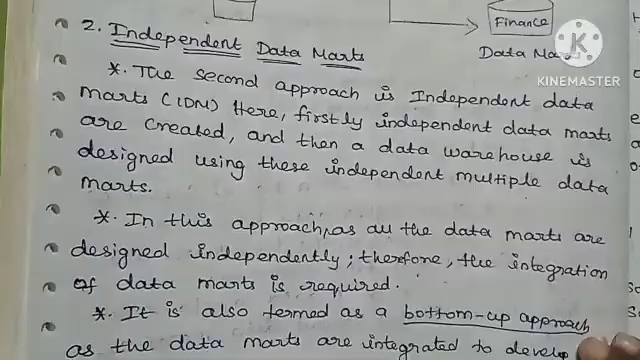 Finance
Data Ma
K
KINEMASTER
2. Independent Data Marts
*. The second approach is Independent data
marts (IDM) Here, firstly independent data marts
are created, and then a data warehouse is
designed using these independent multiple data
marts.
*. In this approach, as all the data marts are
designed independently; therefore, the integration
of data marts is required.
*. It is also termed as a bottom-up approach
as the data marts are integrated to develop